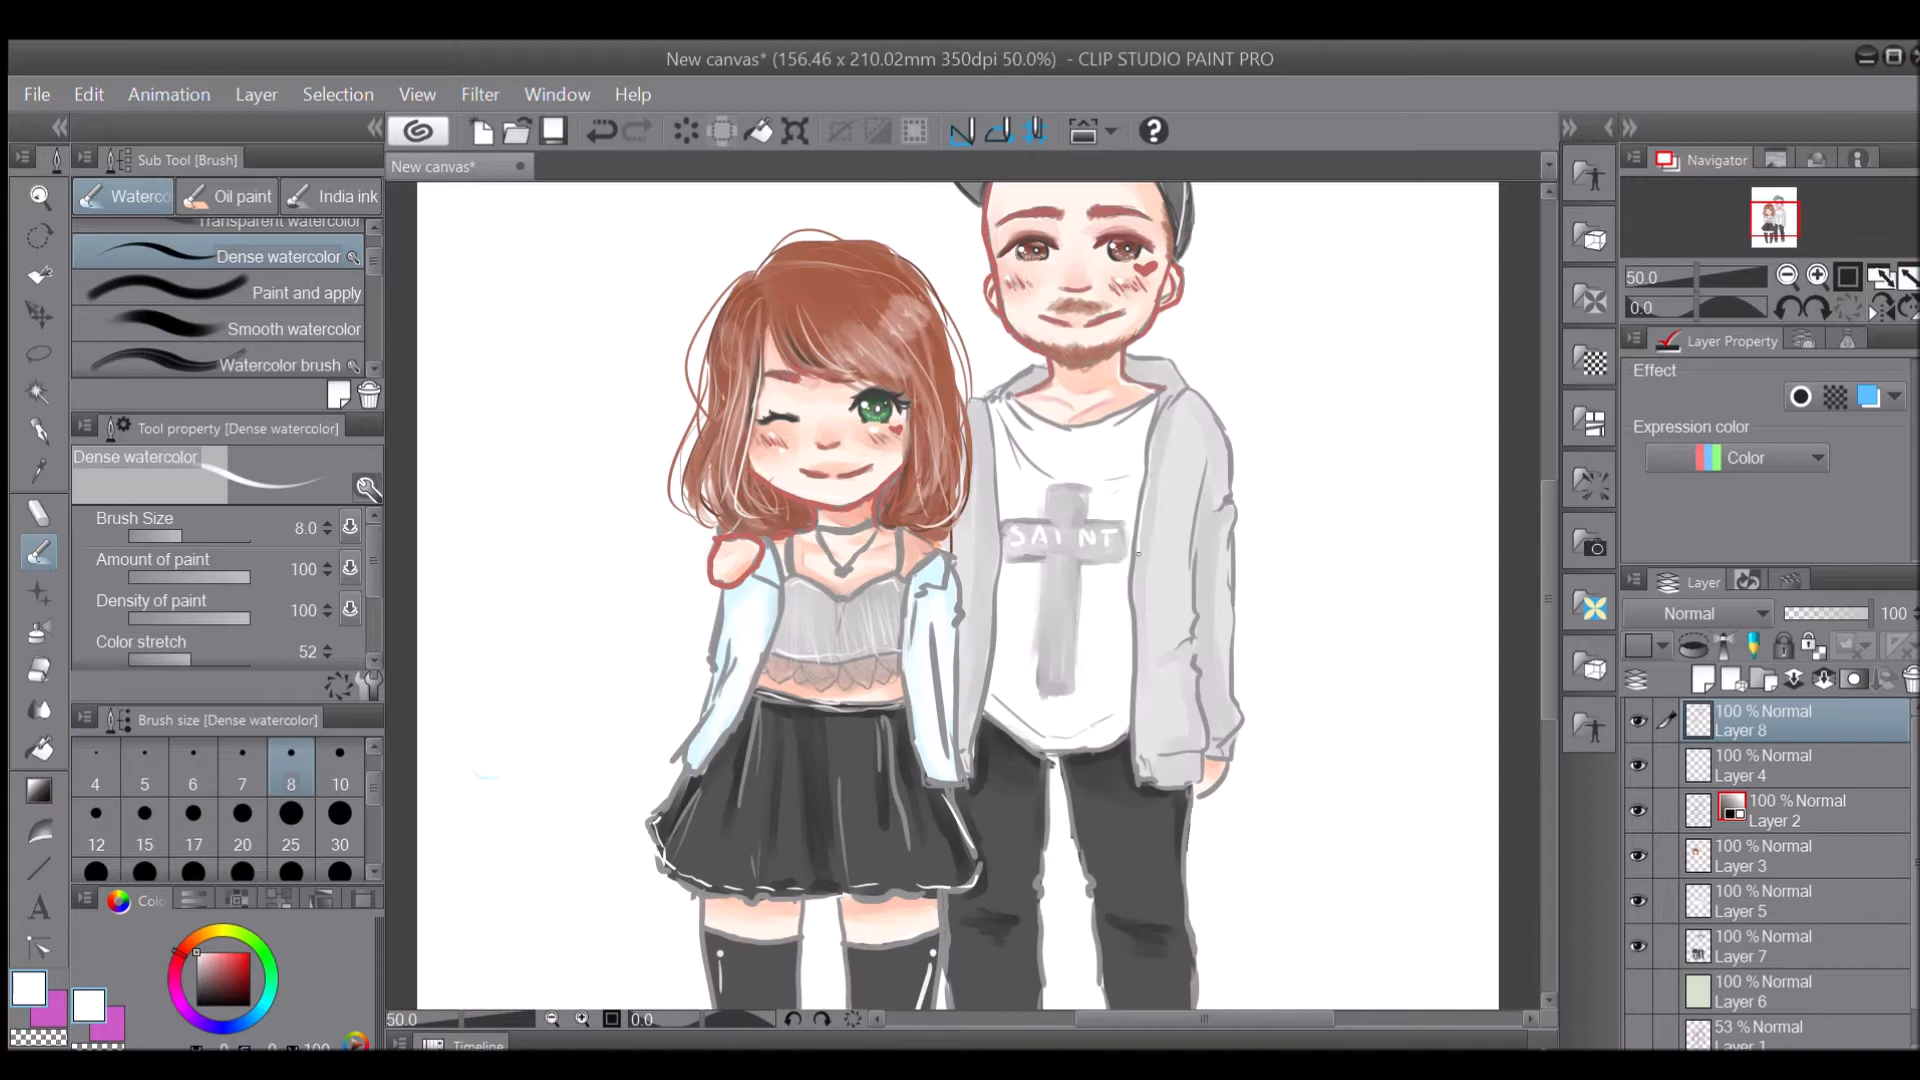 New canvas* (156.46 x 210.02mm 350dpi 50.0%) - CLIP STUDIO PAINT PRO
File Edit Animation Layer Selection View Filter Window Help
Sub Tool [Brush]
New canvas*
Navigator
Waterco Oil paint India ink
Transparent watercolor
Dense watercolor
Paint and apply
Smooth watercolor
Watercolor brush
50.0
0.0
Layer Property
Effect
Expression color
Color
Tool property [Dense watercolor]
Dense watercolor
Brush Size 8.0
Amount of paint 100
Density of paint 100
Color stretch 52
SAINT
Layer
Normal 100
Brush size [Dense watercolor]
4 5 6 7 8 10
12 15 17 20 25 30
100 % Normal
Layer 8
100 % Normal
Layer 4
100 % Normal
Layer 2
100 % Normal
Layer 3
100 % Normal
Layer 5
100 % Normal
Layer 7
100 % Normal
Layer 6
53 % Normal
Layer 1
Colo
A
50.0 0.0
Timeline